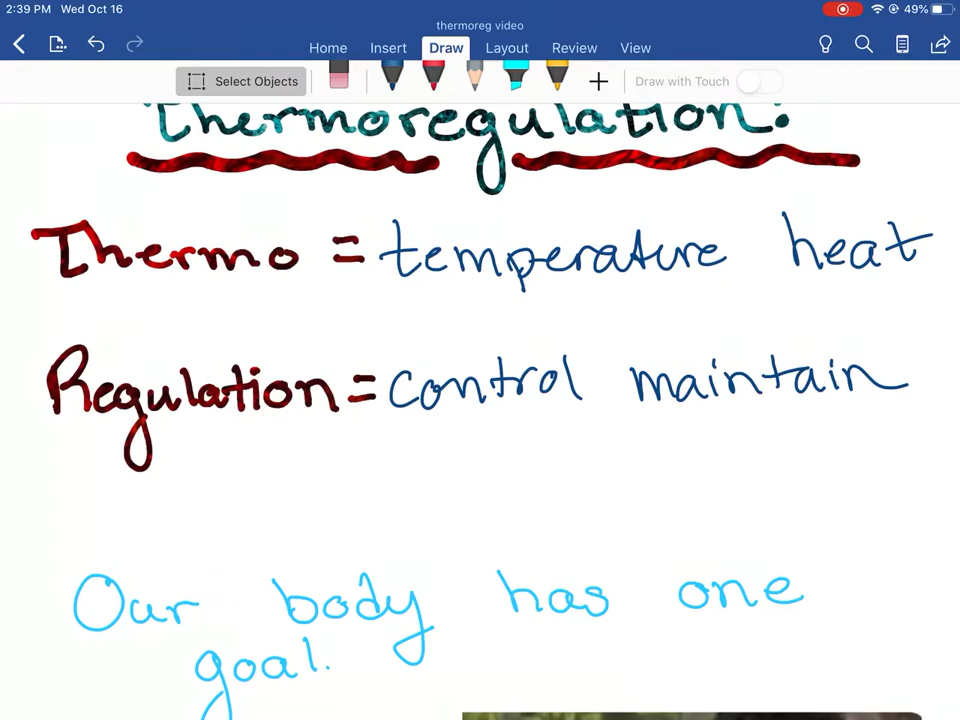 2:39 PM Wed Oct 16 49%
thermoreg video
Home Insert Draw Layout Review View
Select Objects Draw with Touch
Thermoregulation:
Thermo = temperature heat
Regulation = control maintain
Our body has one
goal.